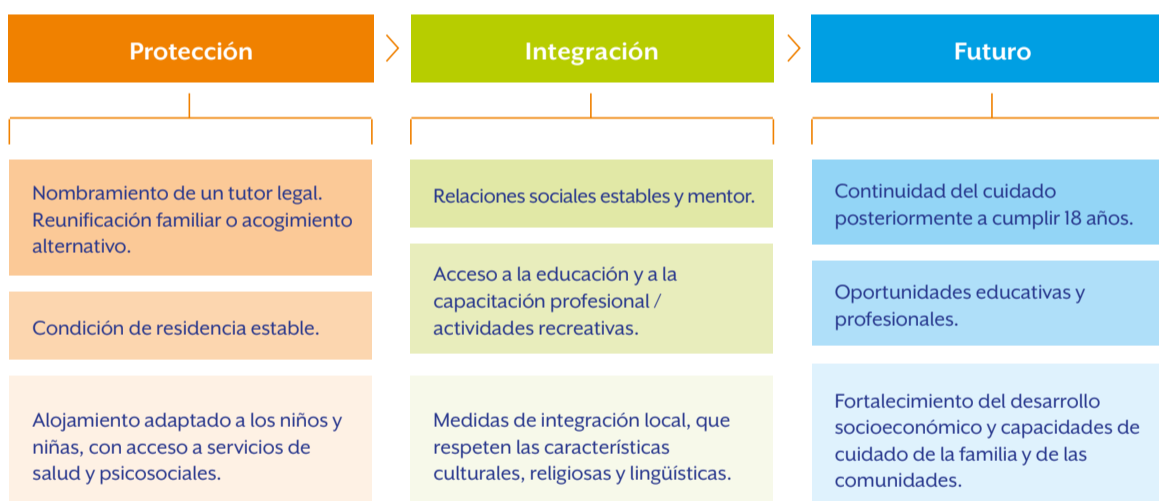 Protección
Nombramiento de un tutor legal.
Reunificación familiar o acogimiento
alternativo.
Condición de residencia estable.
Alojamiento adaptado a los niños y
niñas, con acceso a servicios de
salud y psicosociales.
Integración
Relaciones sociales estables y mentor.
Acceso a la educación y a la
capacitación profesional /
actividades recreativas.
Medidas de integración local, que
respeten las características
culturales, religiosas y lingüísticas.
Futuro
Continuidad del cuidado
posteriormente a cumplir 18 años.
Oportunidades educativas y
profesionales.
Fortalecimiento del desarrollo
socioeconómico y capacidades de
cuidado de la familia y de las
comunidades.